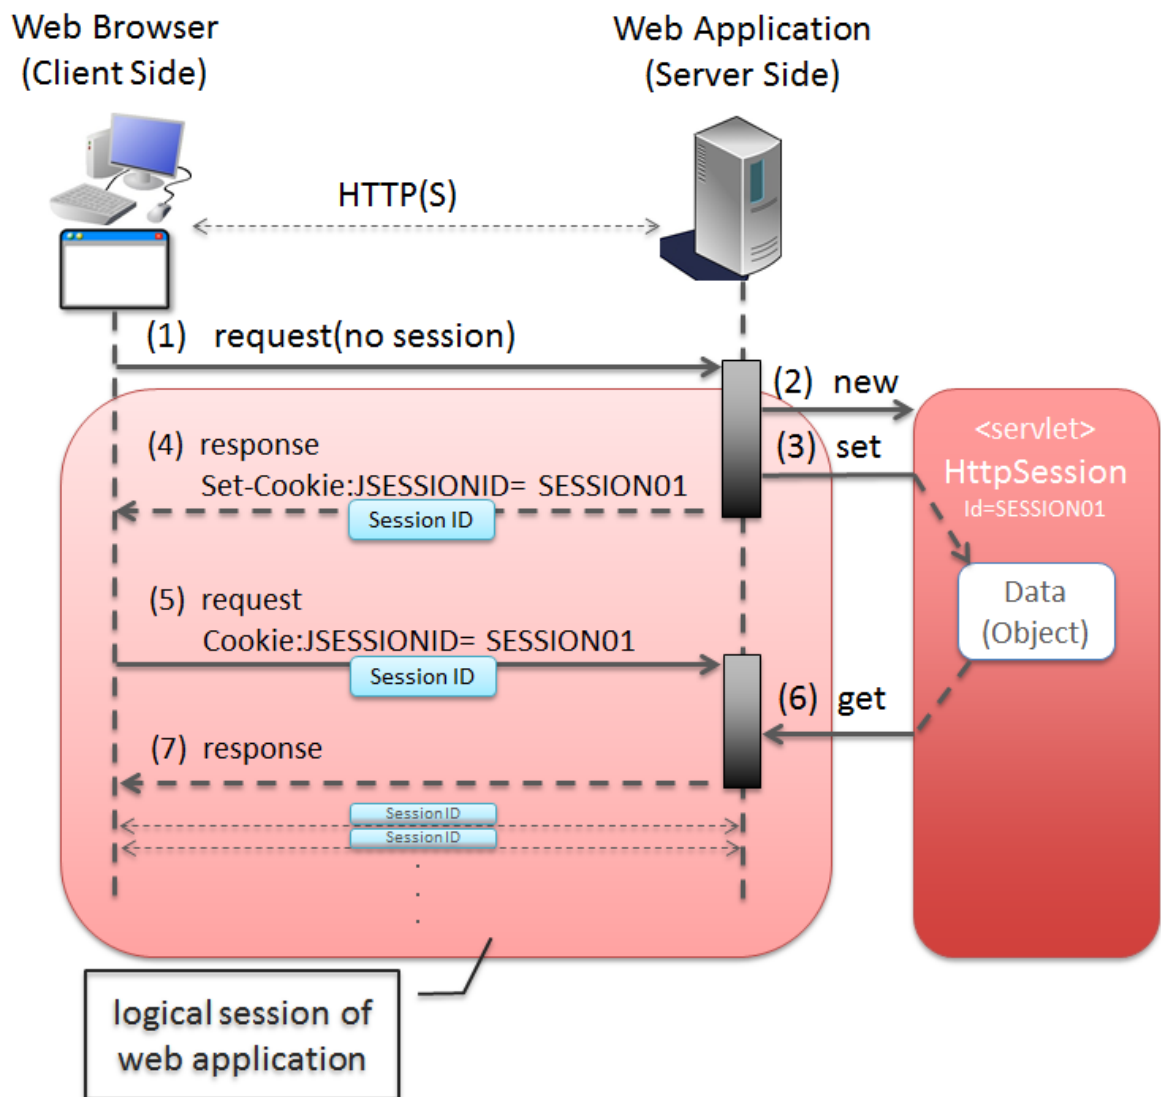 Web Browser
(Client Side)
Web Application
(Server Side)
HTTP(S)
(1) request(no session)
(2) new
(3) set
<servlet>
HttpSession
Id=SESSION01
(4) response
Set-Cookie:JSESSIONID= SESSION01
Session ID
Data
(Object)
(5) request
Cookie:JSESSIONID= SESSION01
Session ID
(6) get
(7) response
Session ID
Session ID
.
.
.
logical session of
web application